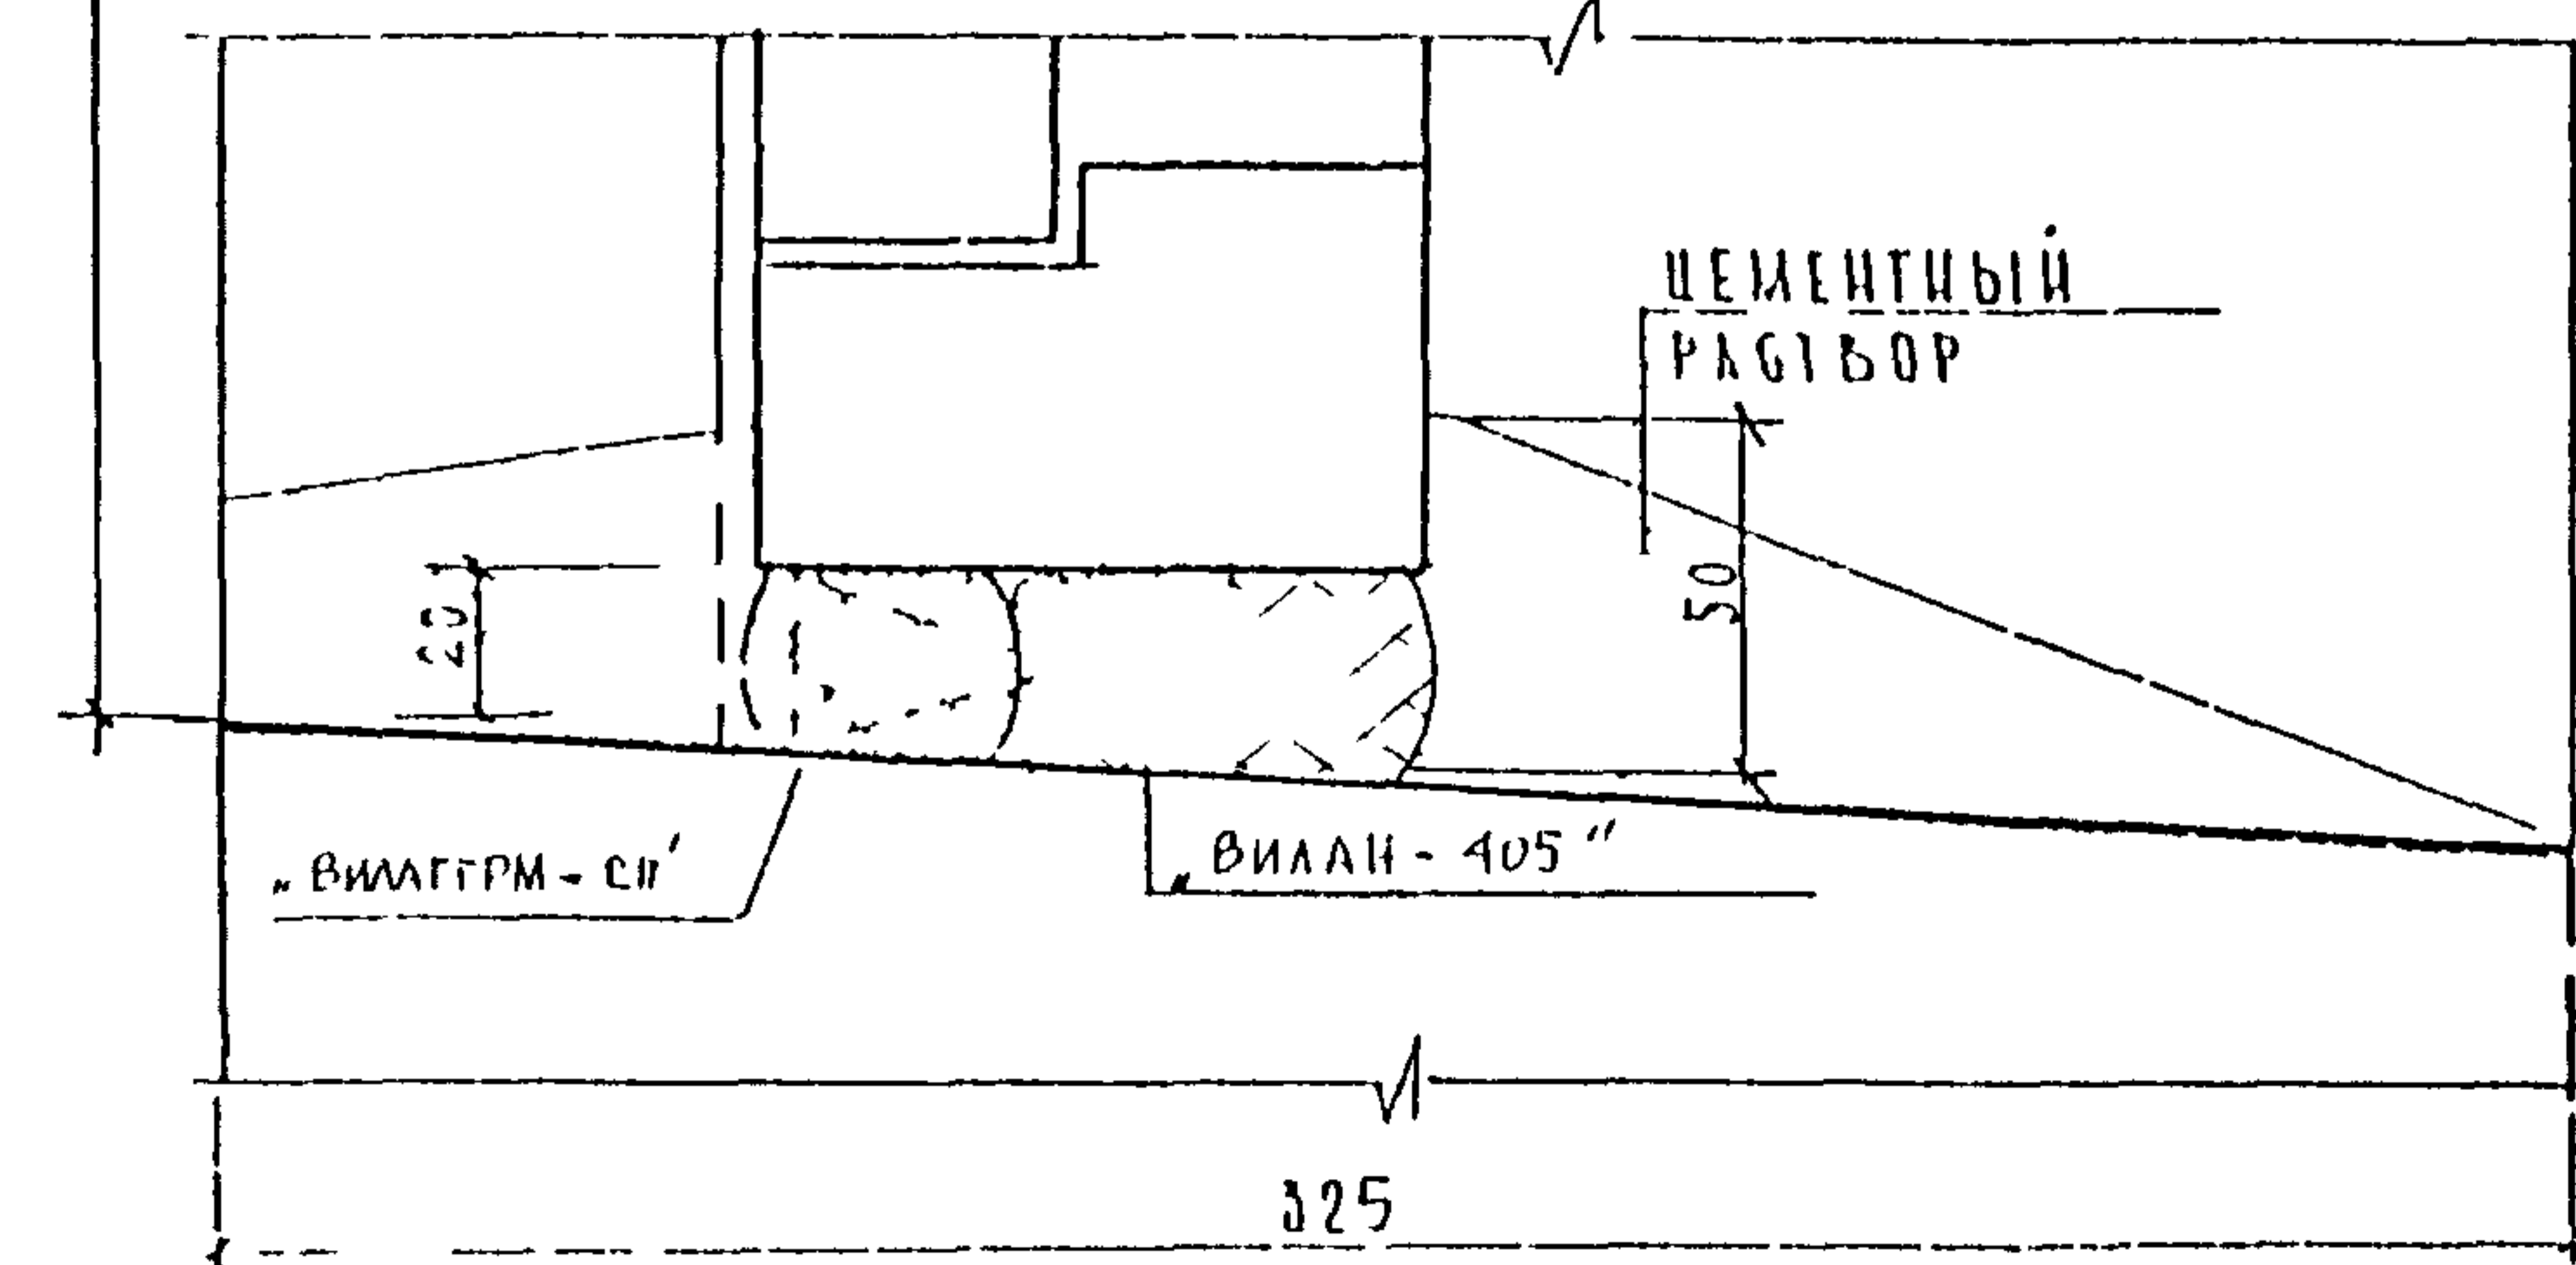 ЦЕМЕНТНЫЙ
РАСТВОР
20
50
„ВИЛАТЕРМ - СП"
„ВИЛАН - 405"
325